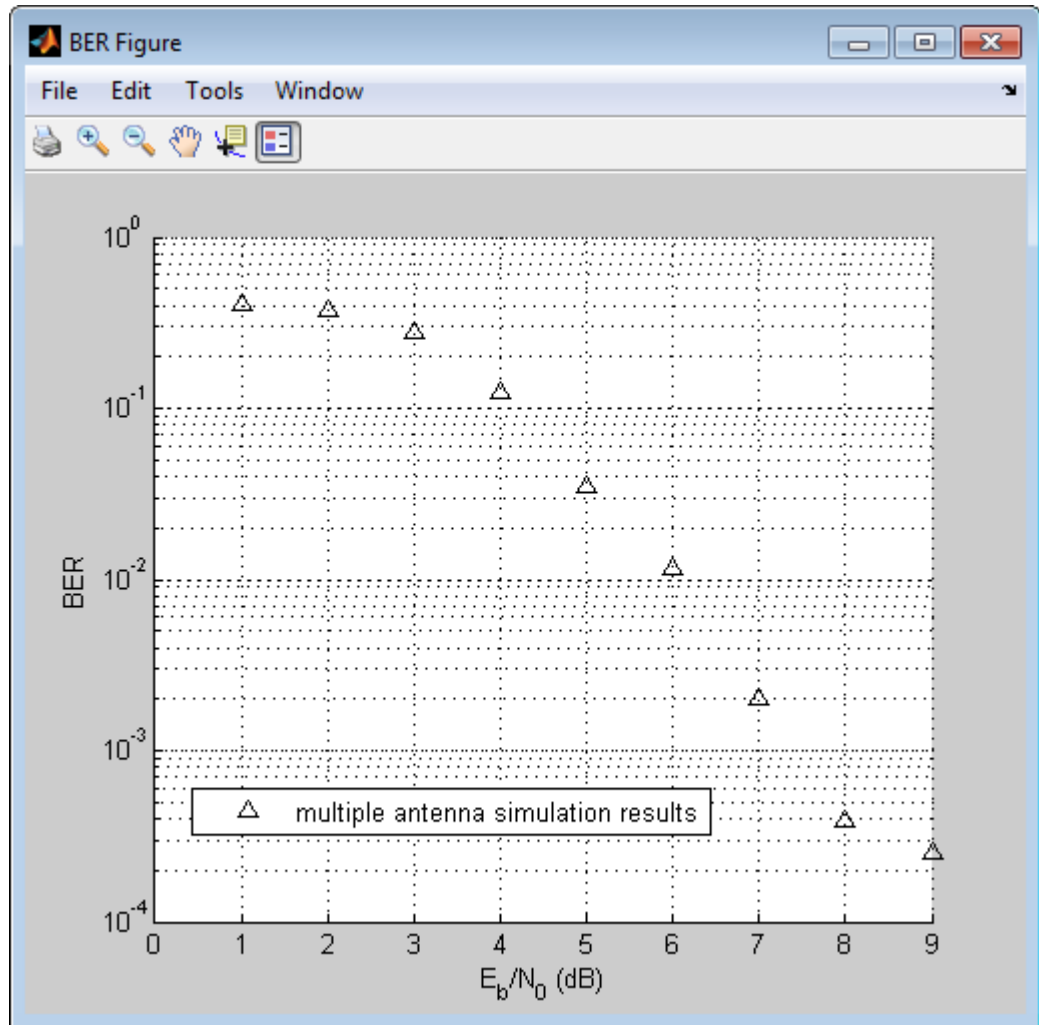 BER Figure
File Edit Tools Window
10^0
10^-1
10^-2
10^-3
10^-4
BER
multiple antenna simulation results
0 1 2 3 4 5 6 7 8 9
E_b/N_0 (dB)